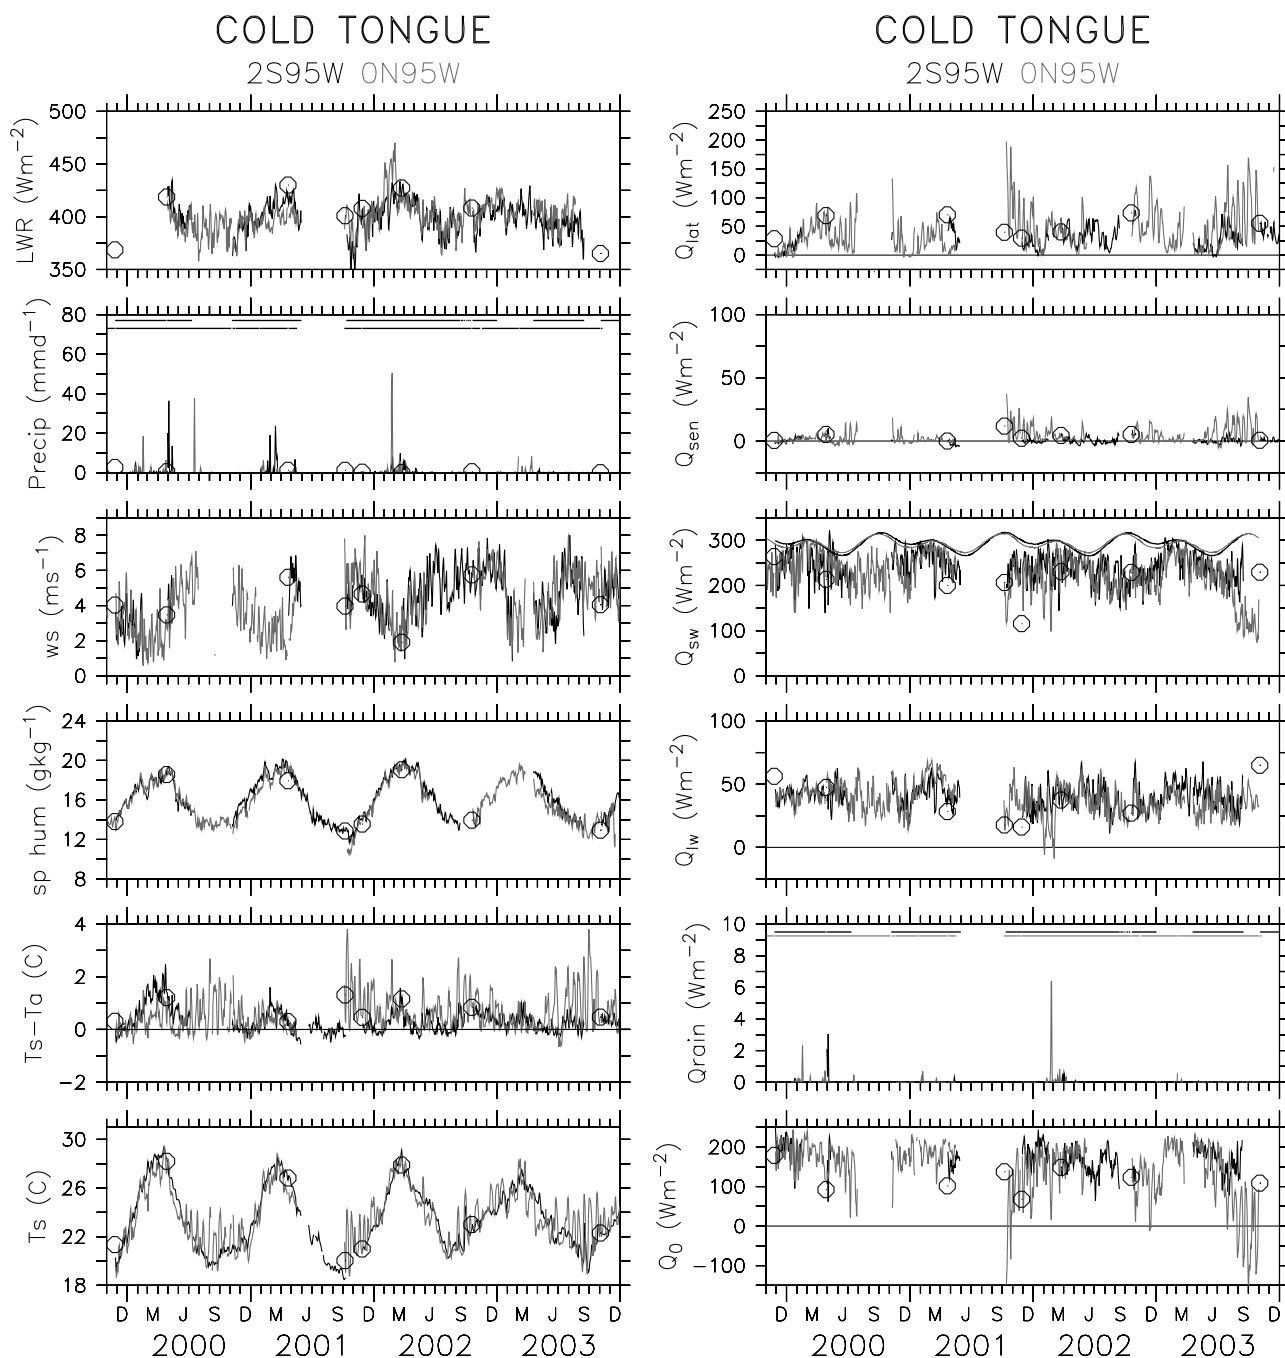 COLD TONGUE
2S95W 0N95W
LWR (Wm−2)
500
450
400
350
Precip (mmd−1)
80
60
40
20
0
ws (ms−1)
8
6
4
2
0
sp hum (gkg−1)
24
20
16
12
8
Ts−Ta (C)
4
2
0
−2
Ts (C)
30
26
22
18
D M J S D M J S D M J S D M J S D
2000 2001 2002 2003
COLD TONGUE
2S95W 0N95W
Qlat (Wm−2)
250
200
150
100
50
0
Qsen (Wm−2)
100
50
0
Qsw (Wm−2)
300
200
100
0
Qlw (Wm−2)
100
50
0
Qrain (Wm−2)
10
8
6
4
2
0
Q0 (Wm−2)
200
100
0
−100
D M J S D M J S D M J S D M J S D
2000 2001 2002 2003